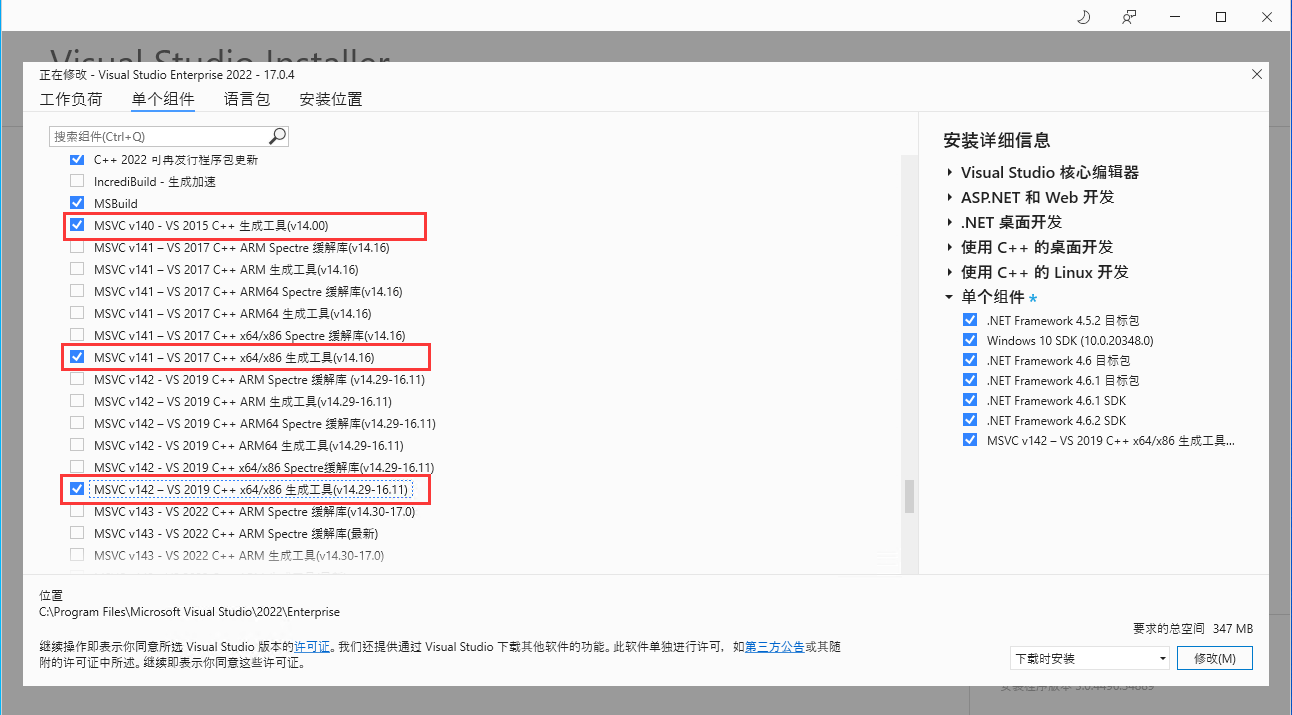 Visual Studio Installer
正在修改 - Visual Studio Enterprise 2022 - 17.0.4
工作负荷 单个组件 语言包 安装位置
搜索组件(Ctrl+Q)
C++ 2022 可再发行程序包更新
IncrediBuild - 生成加速
MSBuild
MSVC v140 - VS 2015 C++ 生成工具(v14.00)
MSVC v141 – VS 2017 C++ ARM Spectre 缓解库(v14.16)
MSVC v141 – VS 2017 C++ ARM 生成工具(v14.16)
MSVC v141 – VS 2017 C++ ARM64 Spectre 缓解库(v14.16)
MSVC v141 – VS 2017 C++ ARM64 生成工具(v14.16)
MSVC v141 – VS 2017 C++ x64/x86 Spectre 缓解库(v14.16)
MSVC v141 – VS 2017 C++ x64/x86 生成工具(v14.16)
MSVC v142 - VS 2019 C++ ARM Spectre 缓解库 (v14.29-16.11)
MSVC v142 – VS 2019 C++ ARM 生成工具(v14.29-16.11)
MSVC v142 – VS 2019 C++ ARM64 Spectre 缓解库(v14.29-16.11)
MSVC v142 – VS 2019 C++ ARM64 生成工具(v14.29-16.11)
MSVC v142 - VS 2019 C++ x64/x86 Spectre缓解库(v14.29-16.11)
MSVC v142 – VS 2019 C++ x64/x86 生成工具(v14.29-16.11)
MSVC v143 - VS 2022 C++ ARM Spectre 缓解库(v14.30-17.0)
MSVC v143 - VS 2022 C++ ARM Spectre 缓解库(最新)
MSVC v143 - VS 2022 C++ ARM 生成工具(v14.30-17.0)
安装详细信息
Visual Studio 核心编辑器
ASP.NET 和 Web 开发
.NET 桌面开发
使用 C++ 的桌面开发
使用 C++ 的 Linux 开发
单个组件 *
.NET Framework 4.5.2 目标包
Windows 10 SDK (10.0.20348.0)
.NET Framework 4.6 目标包
.NET Framework 4.6.1 目标包
.NET Framework 4.6.1 SDK
.NET Framework 4.6.2 SDK
MSVC v142 – VS 2019 C++ x64/x86 生成工具...
位置
C:\Program Files\Microsoft Visual Studio\2022\Enterprise
继续操作即表示你同意所选 Visual Studio 版本的许可证。我们还提供通过 Visual Studio 下载其他软件的功能。此软件单独进行许可，如第三方公告或其随
附的许可证中所述。继续即表示你同意这些许可证。
要求的总空间 347 MB
下载时安装 修改(M)